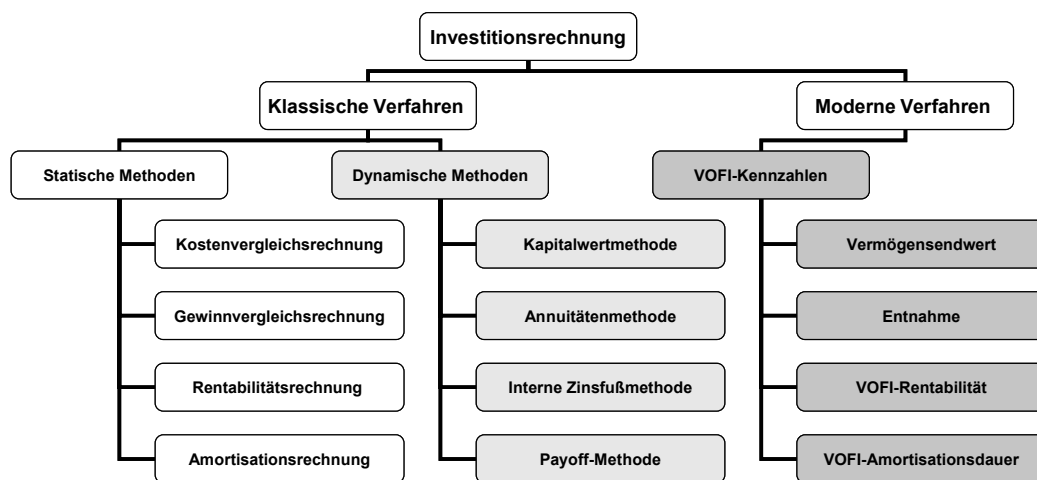 Investitionsrechnung
Klassische Verfahren
Moderne Verfahren
Statische Methoden
Dynamische Methoden
VOFI-Kennzahlen
Kostenvergleichsrechnung
Kapitalwertmethode
Vermögensendwert
Gewinnvergleichsrechnung
Annuitätenmethode
Entnahme
Rentabilitätsrechnung
Interne Zinsfußmethode
VOFI-Rentabilität
Amortisationsrechnung
Payoff-Methode
VOFI-Amortisationsdauer